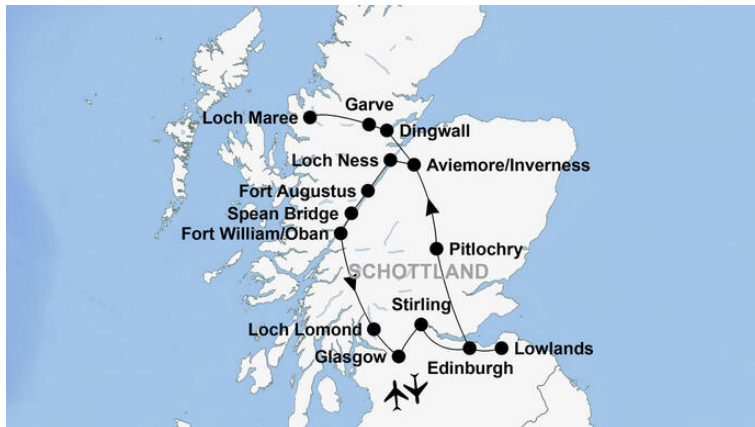 Garve
Loch Maree
Dingwall
Loch Ness
Aviemore/Inverness
Fort Augustus
Spean Bridge
Fort William/Oban
Pitlochry
SCHOTTLAND
Stirling
Loch Lomond
Glasgow
Lowlands
Edinburgh